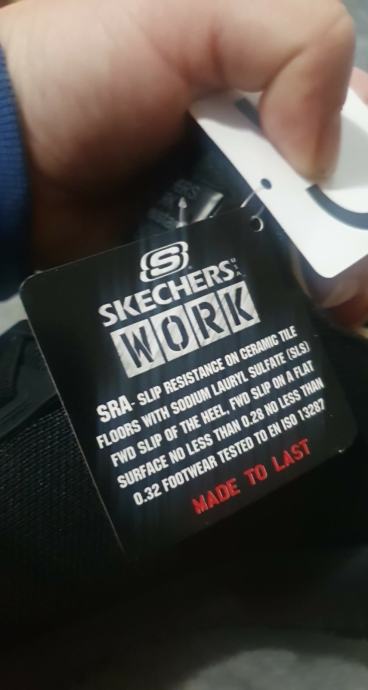 SKECHERS
WORK
SRA- SLIP RESISTANCE ON CERAMIC TILE
FLOORS WITH SODIUM LAURYL SULFATE (SLS)
FWD SLIP OF THE HEEL, FWD SLIP ON A FLAT
SURFACE NO LESS THAN 0.28 NO LESS THAN
0.32 FOOTWEAR TESTED TO EN ISO 13287
MADE TO LAST